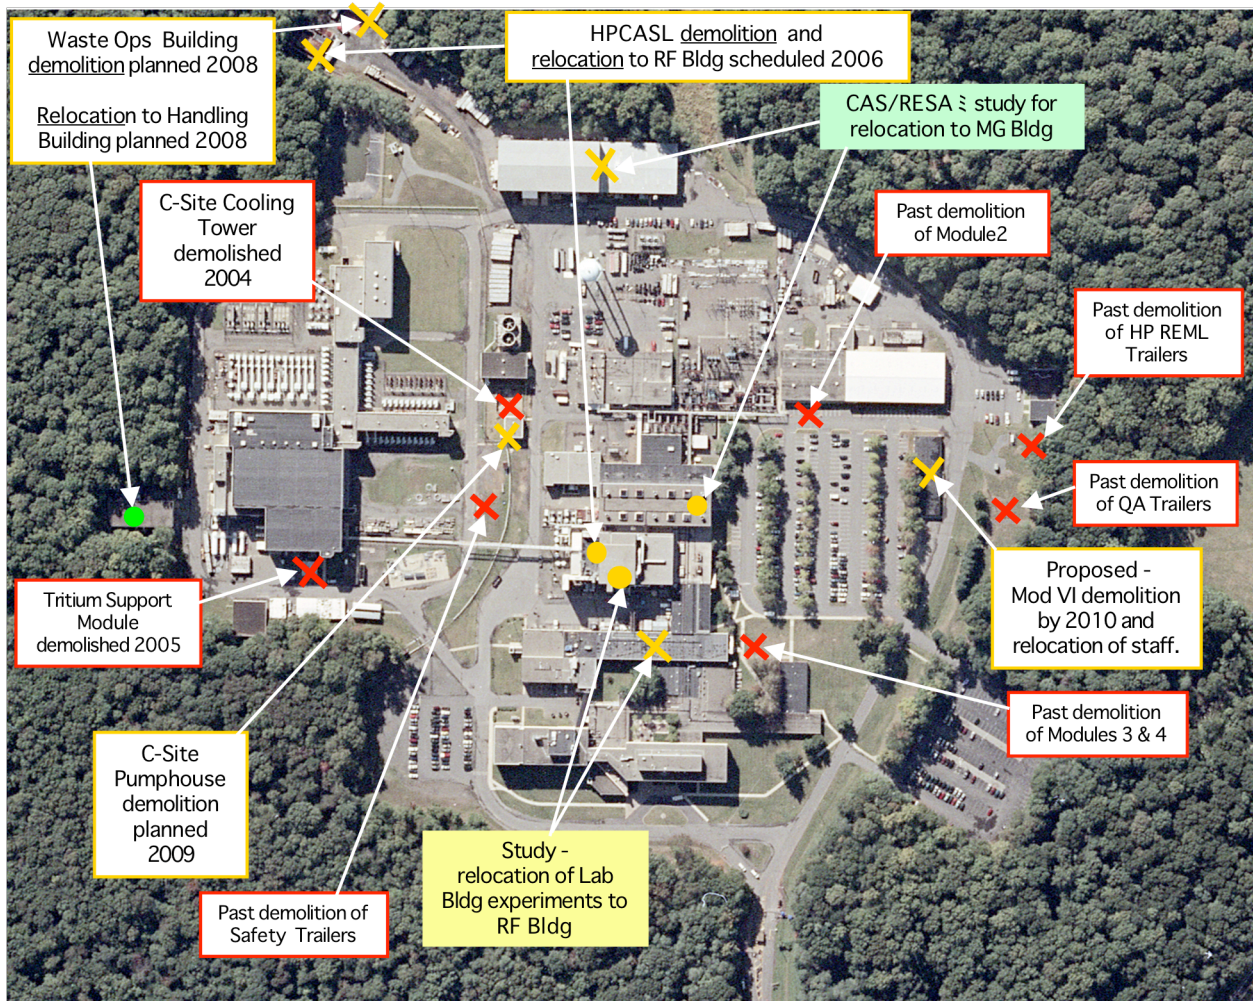 Waste Ops Building
demolition planned 2008
Relocation to Handling
Building planned 2008
HPCASL demolition and
relocation to RF Bldg scheduled 2006
CAS/RESA ⺀ study for
relocation to MG Bldg
C-Site Cooling
Tower
demolished
2004
Past demolition
of Module2
Past demolition
of HP REML
Trailers
Past demolition
of QA Trailers
Tritium Support
Module
demolished 2005
Proposed -
Mod VI demolition
by 2010 and
relocation of staff.
Past demolition
of Modules 3 & 4
C-Site
Pumphouse
demolition
planned
2009
Study -
relocation of Lab
Bldg experiments to
RF Bldg
Past demolition of
Safety Trailers